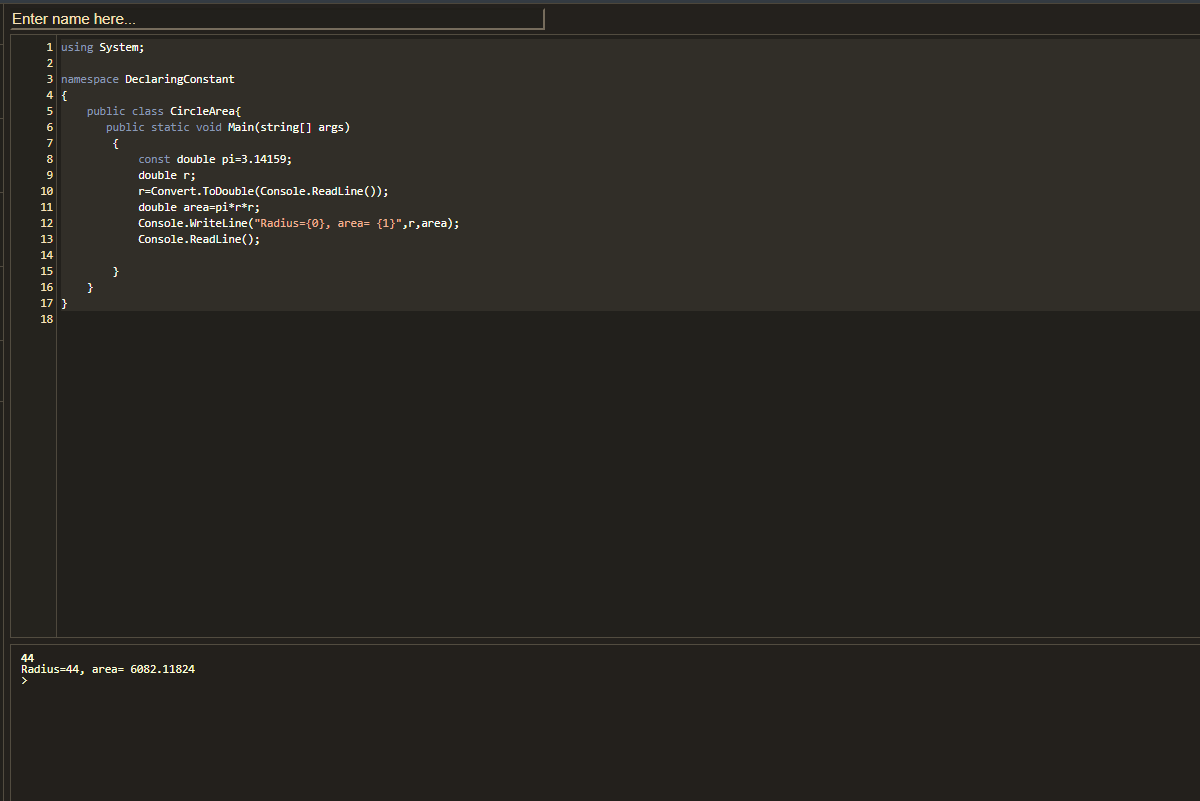 Enter name here...
1 using System;
2
3 namespace DeclaringConstant
4 {
5     public class CircleArea{
6        public static void Main(string[] args)
7         {
8             const double pi=3.14159;
9             double r;
10             r=Convert.ToDouble(Console.ReadLine());
11             double area=pi*r*r;
12             Console.WriteLine("Radius={0}, area= {1}",r,area);
13             Console.ReadLine();
14
15         }
16     }
17 }
18
44
Radius=44, area= 6082.11824
>